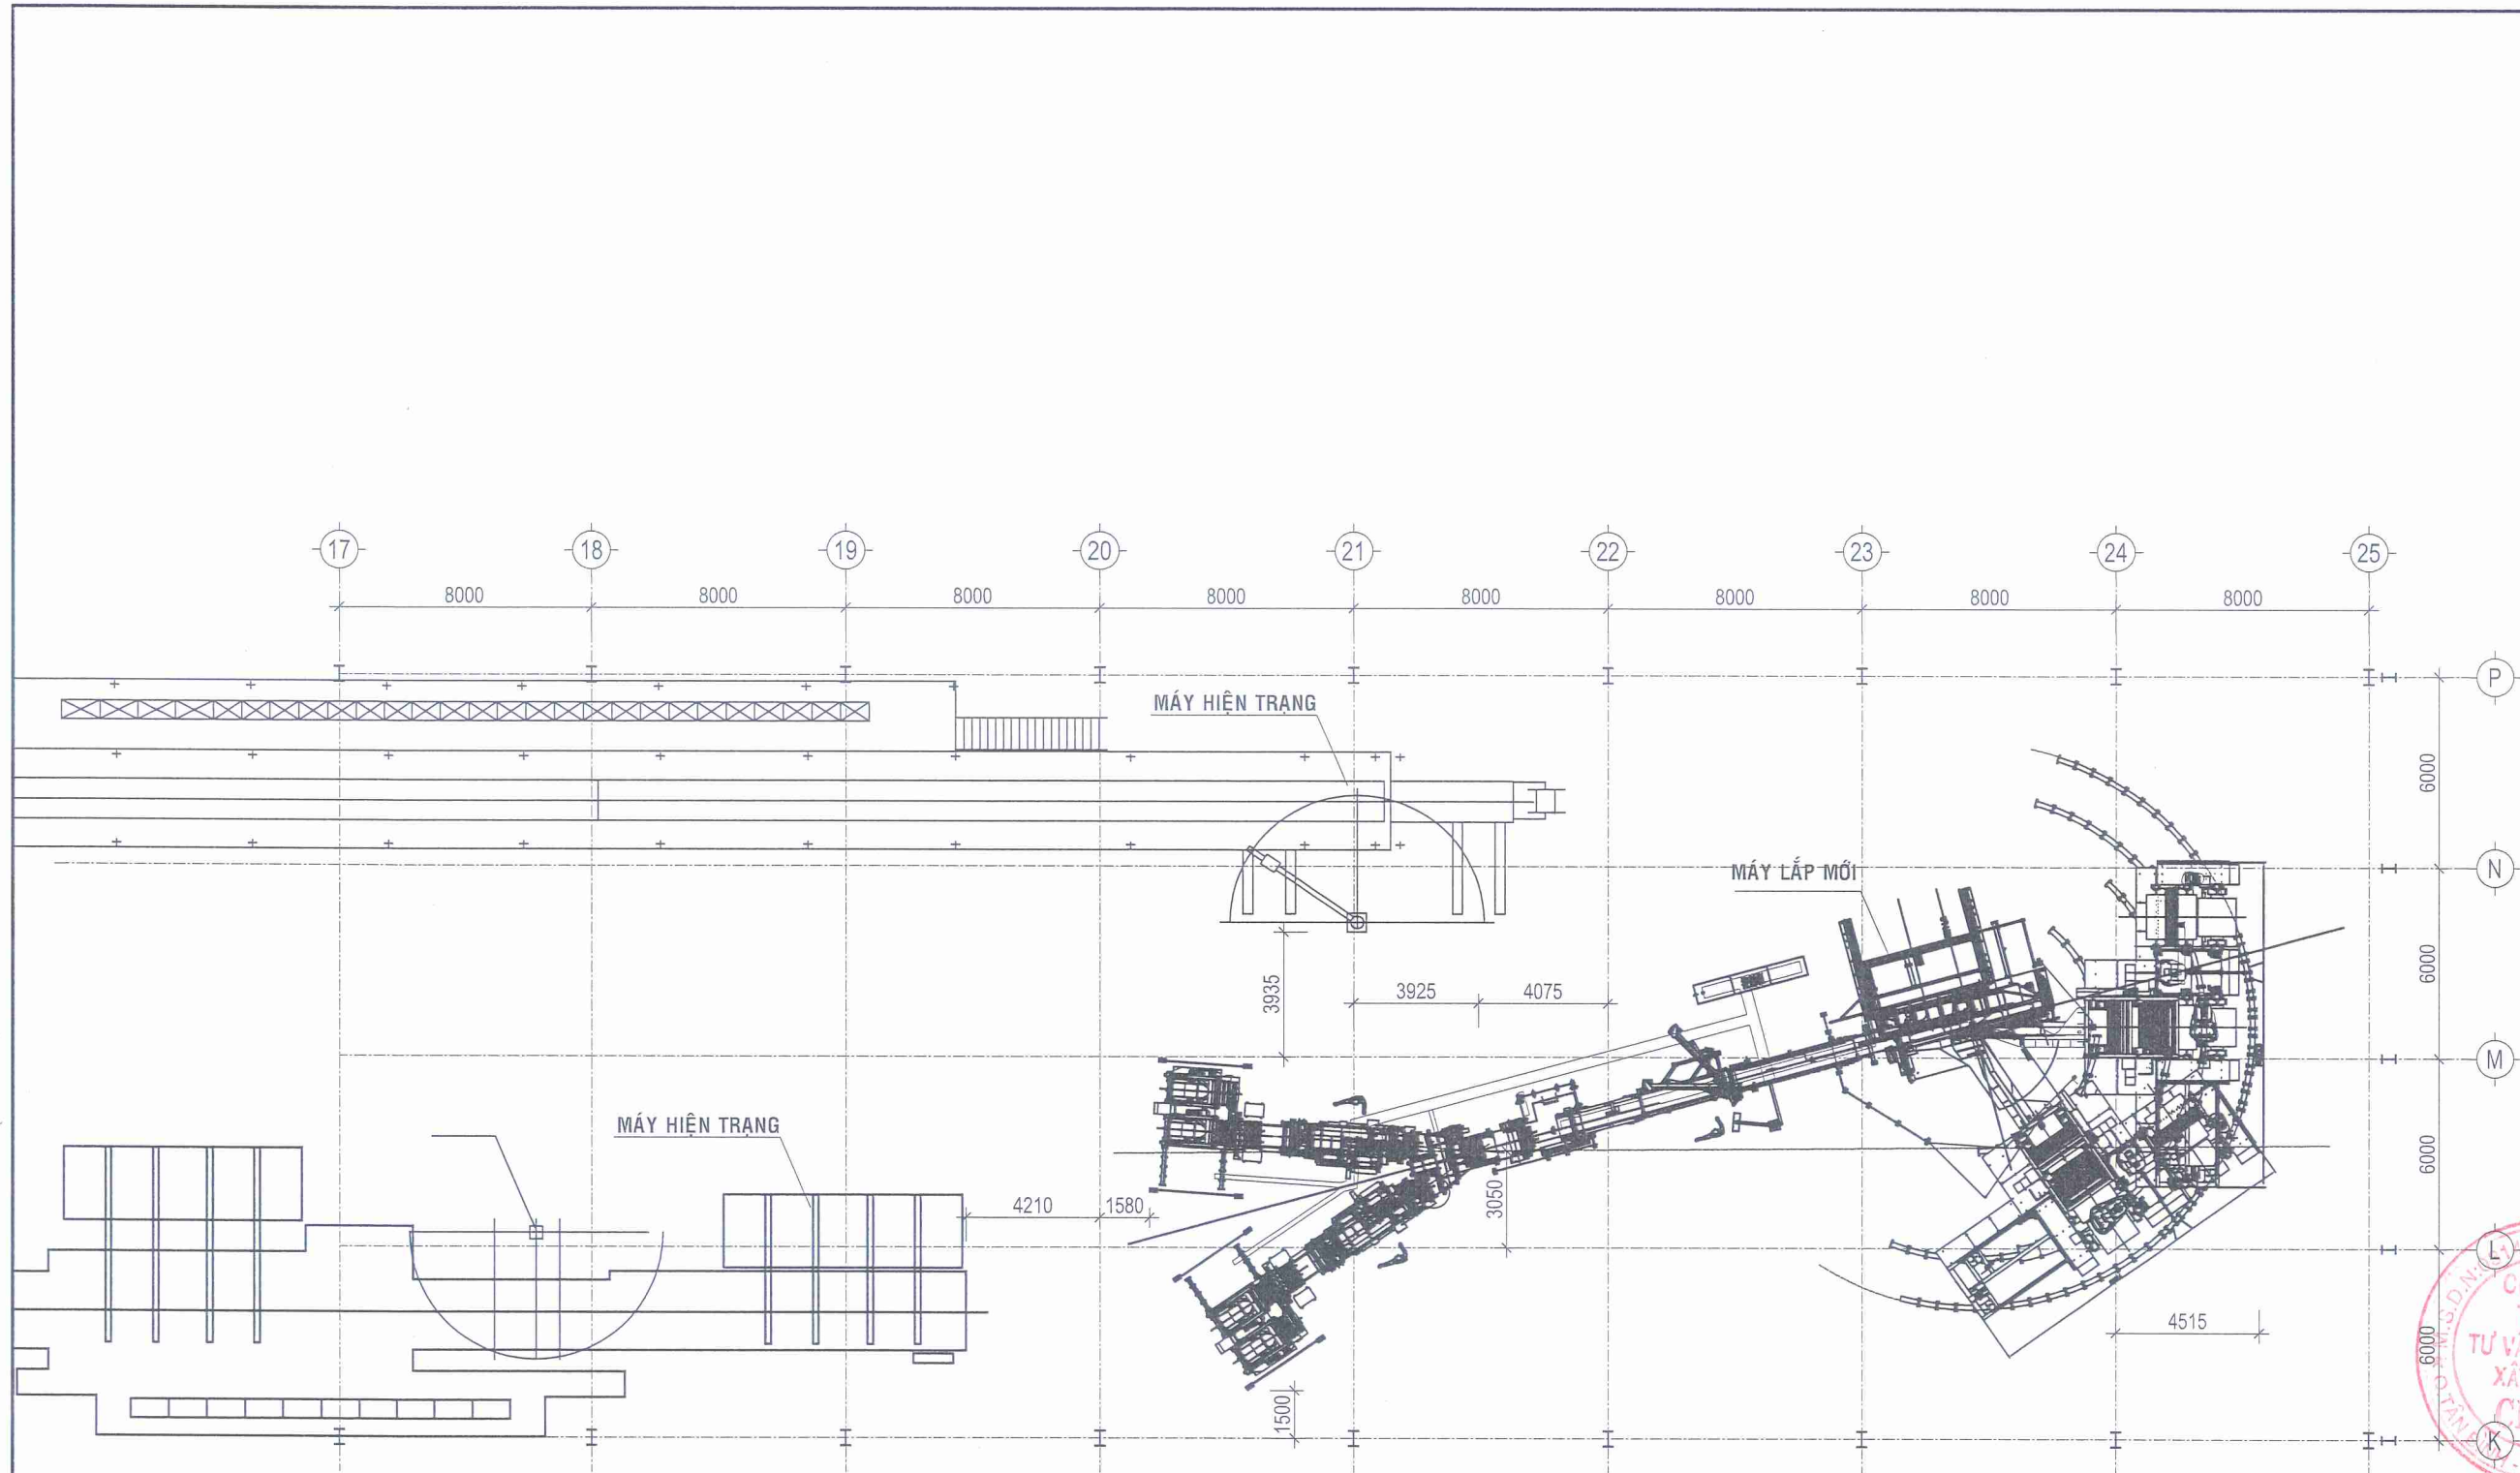 17 18 19 20 21 22 23 24 25
8000 8000 8000 8000 8000 8000 8000 8000
P
MÁY HIỆN TRẠNG
6000
N
MÁY LẮP MỚI
6000
3935
3925 4075
M
MÁY HIỆN TRẠNG
6000
4210 1580
3050
L
4515
6000
1500
K
M.S.D.N:
TƯ V